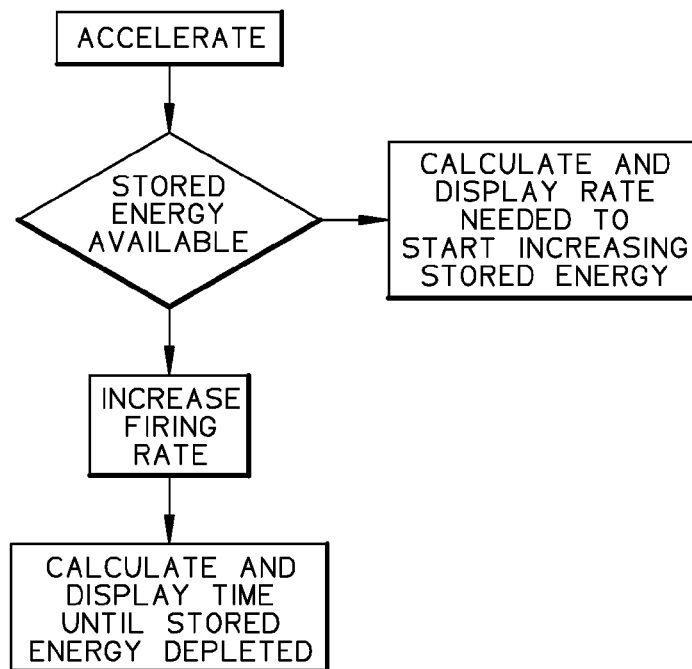 ACCELERATE
STORED
ENERGY
AVAILABLE
CALCULATE AND
DISPLAY RATE
NEEDED TO
START INCREASING
STORED ENERGY
INCREASE
FIRING
RATE
CALCULATE AND
DISPLAY TIME
UNTIL STORED
ENERGY DEPLETED